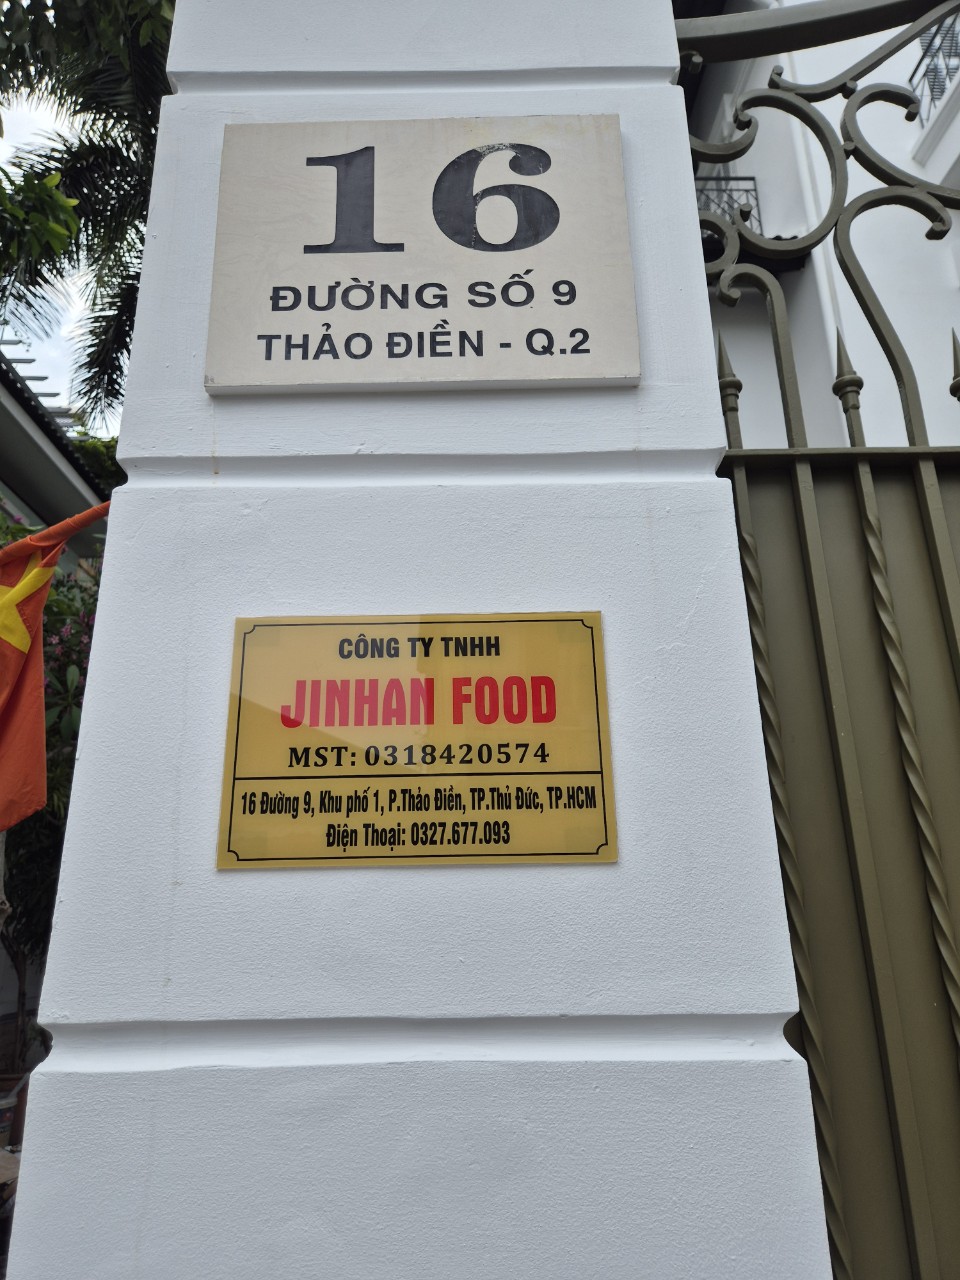 16
ĐƯỜNG SỐ 9
THẢO ĐIỀN - Q.2
CÔNG TY TNHH
JINHAN FOOD
MST: 0318420574
16 Đường 9, Khu phố 1, P.Thảo Điền, TP.Thủ Đức, TP.HCM
Điện Thoại: 0327.677.093